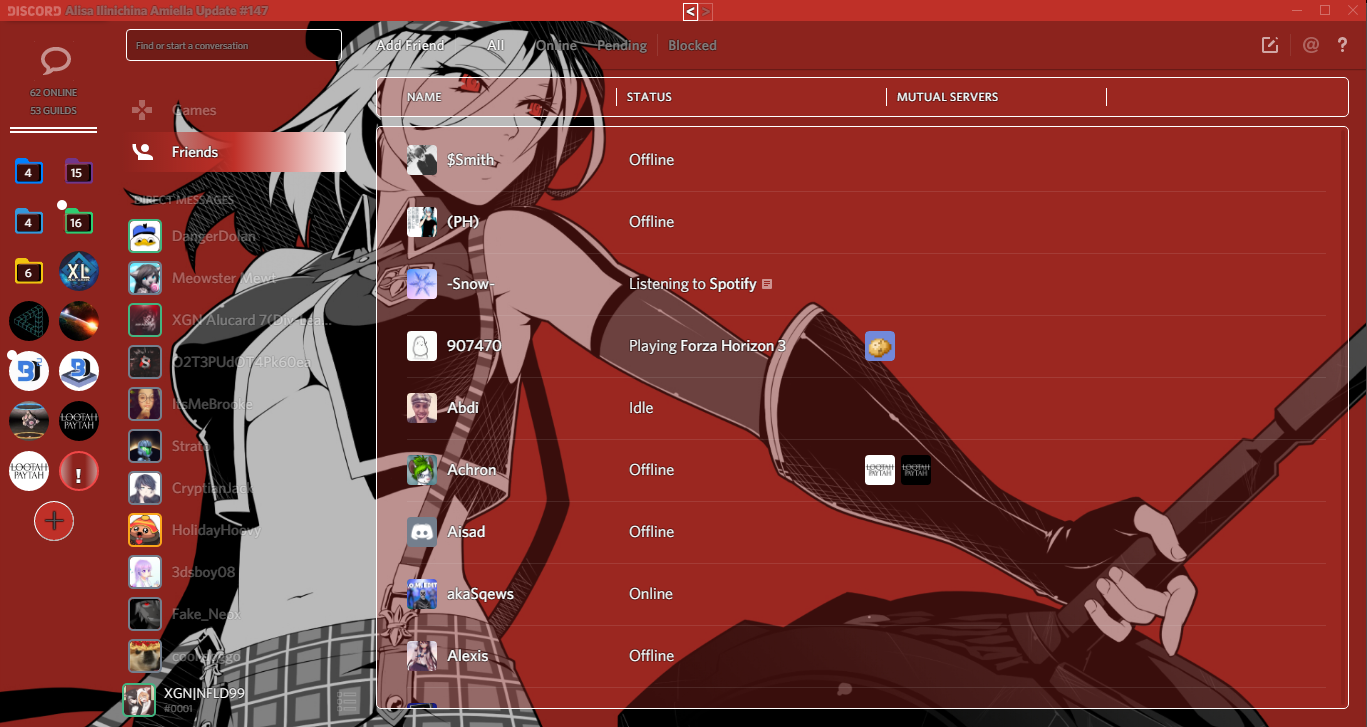 DISCORD Alisa Ilinichina Amiella Update #147
< >
Find or start a conversation
Add Friend All Online Pending Blocked
@ ?
62 ONLINE
53 GUILDS
NAME STATUS MUTUAL SERVERS
Games
Friends
DIRECT MESSAGES
4 15
4 16
6 XL
LOOTAH PAYTAH
LOOTAH PAYTAH !
DangerDolan
Meowster Mewt
XGN Alucard 7(Div-Lea...
O2T3PUdOT4Pk60ea
ItsMeBrooke
Strato
CryptianJack
HolidayHoovy
3dsboy08
Fake_Neox
XGN|NFLD99
#0001
$Smith Offline
(PH) Offline
-Snow- Listening to Spotify
907470 Playing Forza Horizon 3
Abdi Idle
Achron Offline LOOTAH PAYTAH LOOTAH PAYTAH
Aisad Offline
akaSqews Online
Alexis Offline